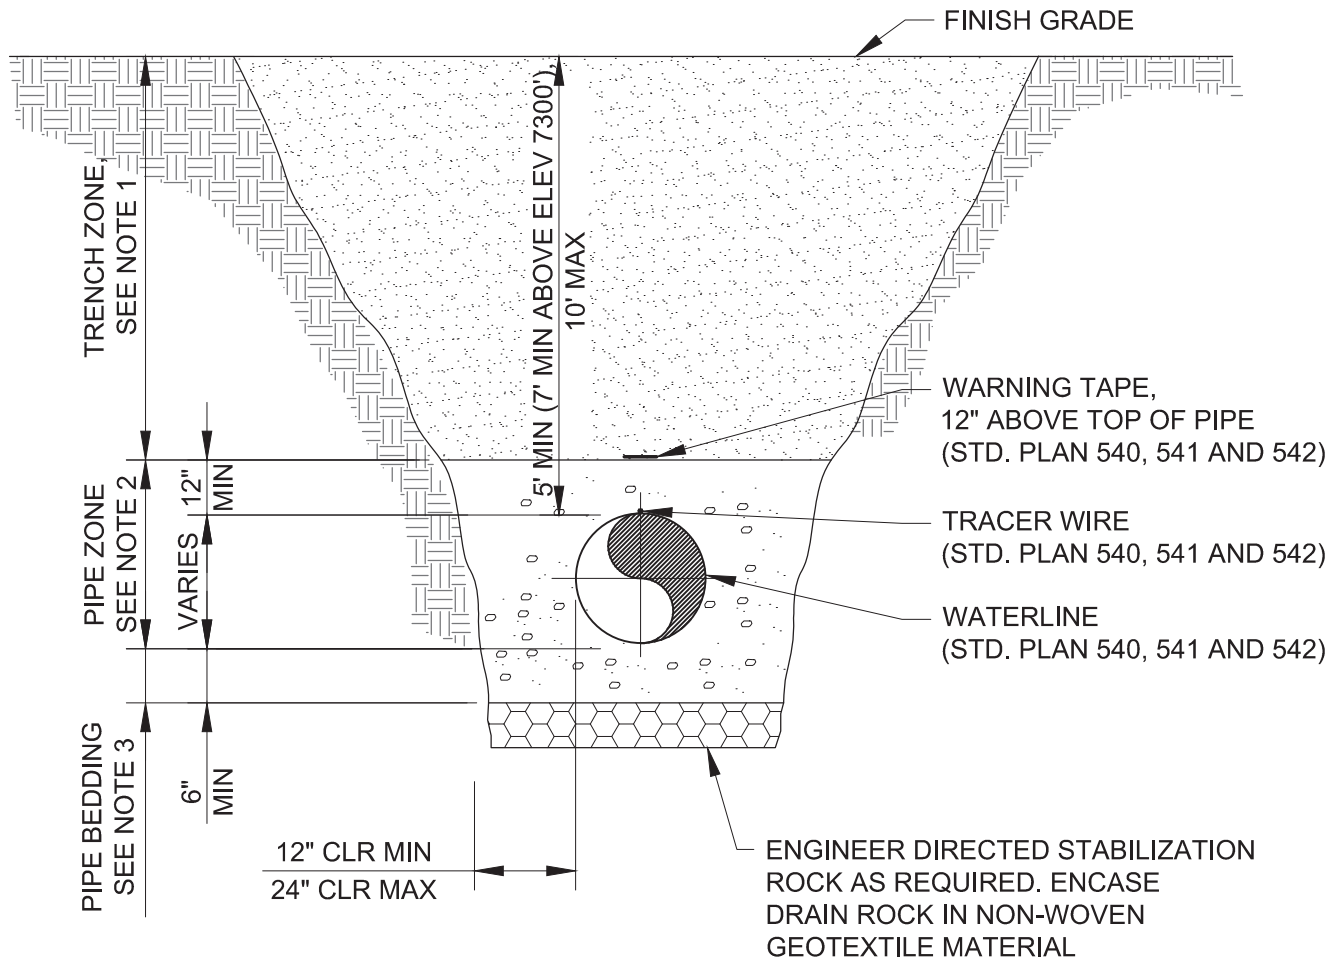 FINISH GRADE
TRENCH ZONE,
SEE NOTE 1
5' MIN (7' MIN ABOVE ELEV 7300'),
10' MAX
WARNING TAPE,
12" ABOVE TOP OF PIPE
(STD. PLAN 540, 541 AND 542)
PIPE ZONE
SEE NOTE 2
12"
MIN
VARIES
TRACER WIRE
(STD. PLAN 540, 541 AND 542)
WATERLINE
(STD. PLAN 540, 541 AND 542)
PIPE BEDDING
SEE NOTE 3
6"
MIN
12" CLR MIN
24" CLR MAX
ENGINEER DIRECTED STABILIZATION
ROCK AS REQUIRED. ENCASE
DRAIN ROCK IN NON-WOVEN
GEOTEXTILE MATERIAL